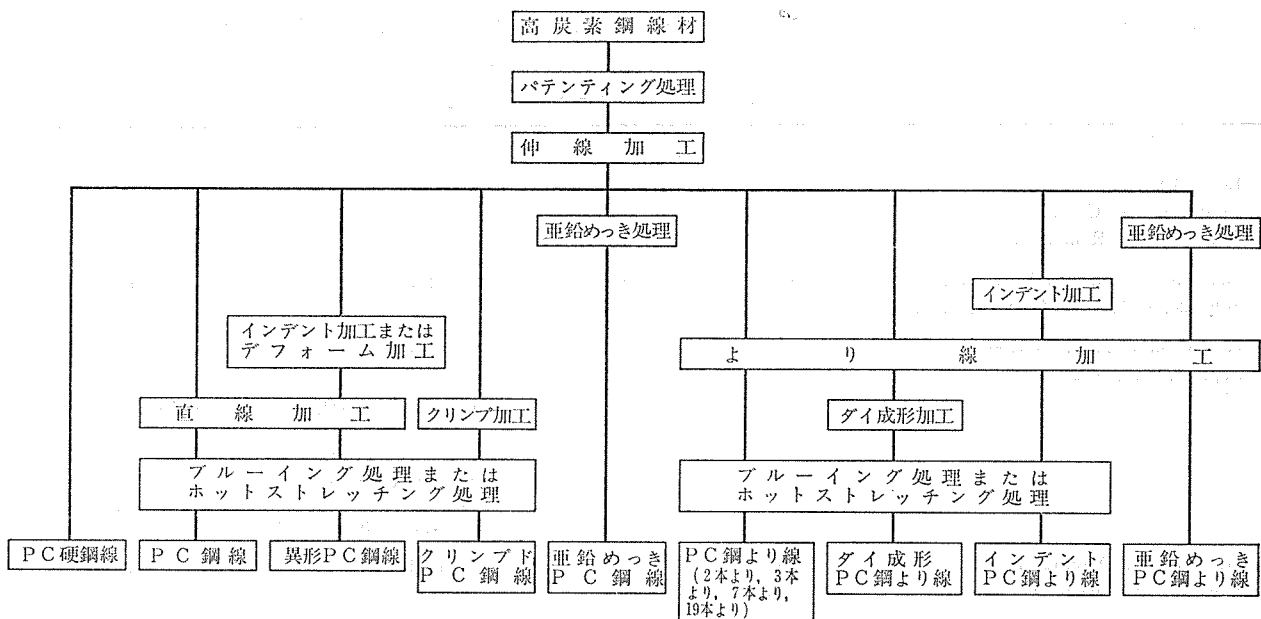 高炭素鋼線材
パテンティング処理
伸線加工
亜鉛めっき処理
亜鉛めっき処理
インデント加工
インデント加工または
デフォーム加工
より線加工
直線加工
クリンプ加工
ダイ成形加工
ブルーイング処理または
ホットストレッチング処理
ブルーイング処理または
ホットストレッチング処理
PC硬鋼線
PC鋼線
異形PC鋼線
クリンプド
PC鋼線
亜鉛めっき
PC鋼線
PC鋼より線
(2本より,3本
より,7本より,
19本より)
ダイ成形
PC鋼より線
インデント
PC鋼より線
亜鉛めっき
PC鋼より線